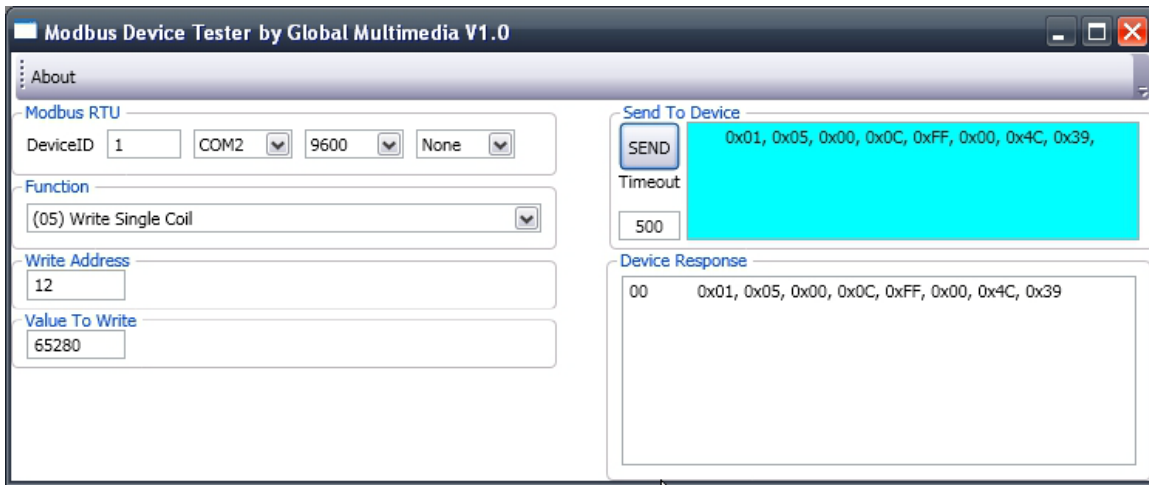 Modbus Device Tester by Global Multimedia V1.0
About
Modbus RTU
DeviceID 1 COM2 9600 None
Function
(05) Write Single Coil
Write Address
12
Value To Write
65280
Send To Device
SEND 0x01, 0x05, 0x00, 0x0C, 0xFF, 0x00, 0x4C, 0x39,
Timeout
500
Device Response
00 0x01, 0x05, 0x00, 0x0C, 0xFF, 0x00, 0x4C, 0x39